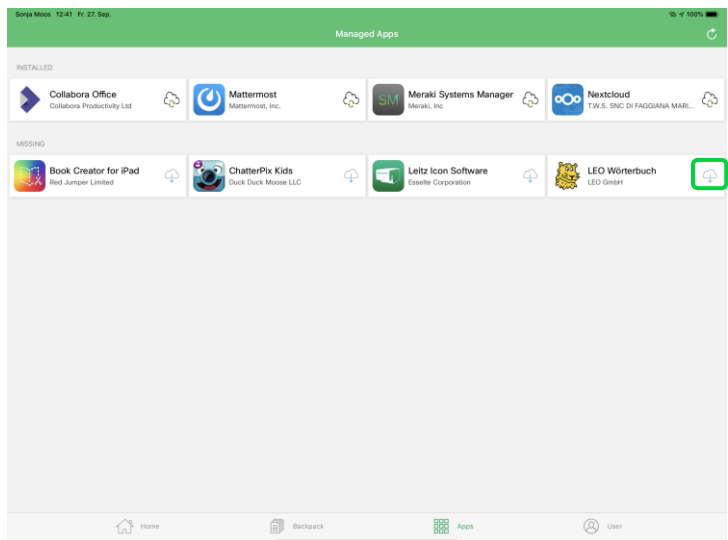 Sonja Moos 12:41 Fr. 27. Sep.
100%
Managed Apps
INSTALLED
Collabora Office
Collabora Productivity Ltd
Mattermost
Mattermost, Inc.
SM
Meraki Systems Manager
Meraki, Inc
Nextcloud
T.W.S. SNC DI FAGGIANA MARI...
MISSING
Book Creator for iPad
Red Jumper Limited
ChatterPix Kids
Duck Duck Moose LLC
Leitz Icon Software
Esselte Corporation
LEO Wörterbuch
LEO GmbH
Home
Backpack
Apps
User